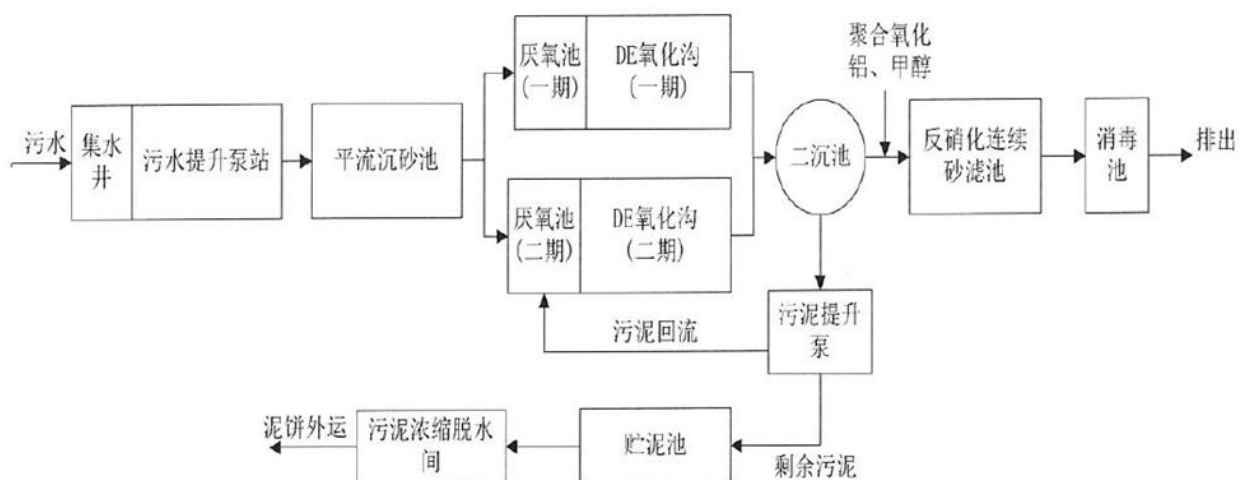 聚合氧化
铝、甲醇
厌氧池
(一期)
DE氧化沟
(一期)
污水
集水
井
污水提升泵站
平流沉砂池
二沉池
反硝化连续
砂滤池
消毒
池
排出
厌氧池
(二期)
DE氧化沟
(二期)
污泥回流
污泥提升
泵
泥饼外运
污泥浓缩脱水
间
贮泥池
剩余污泥